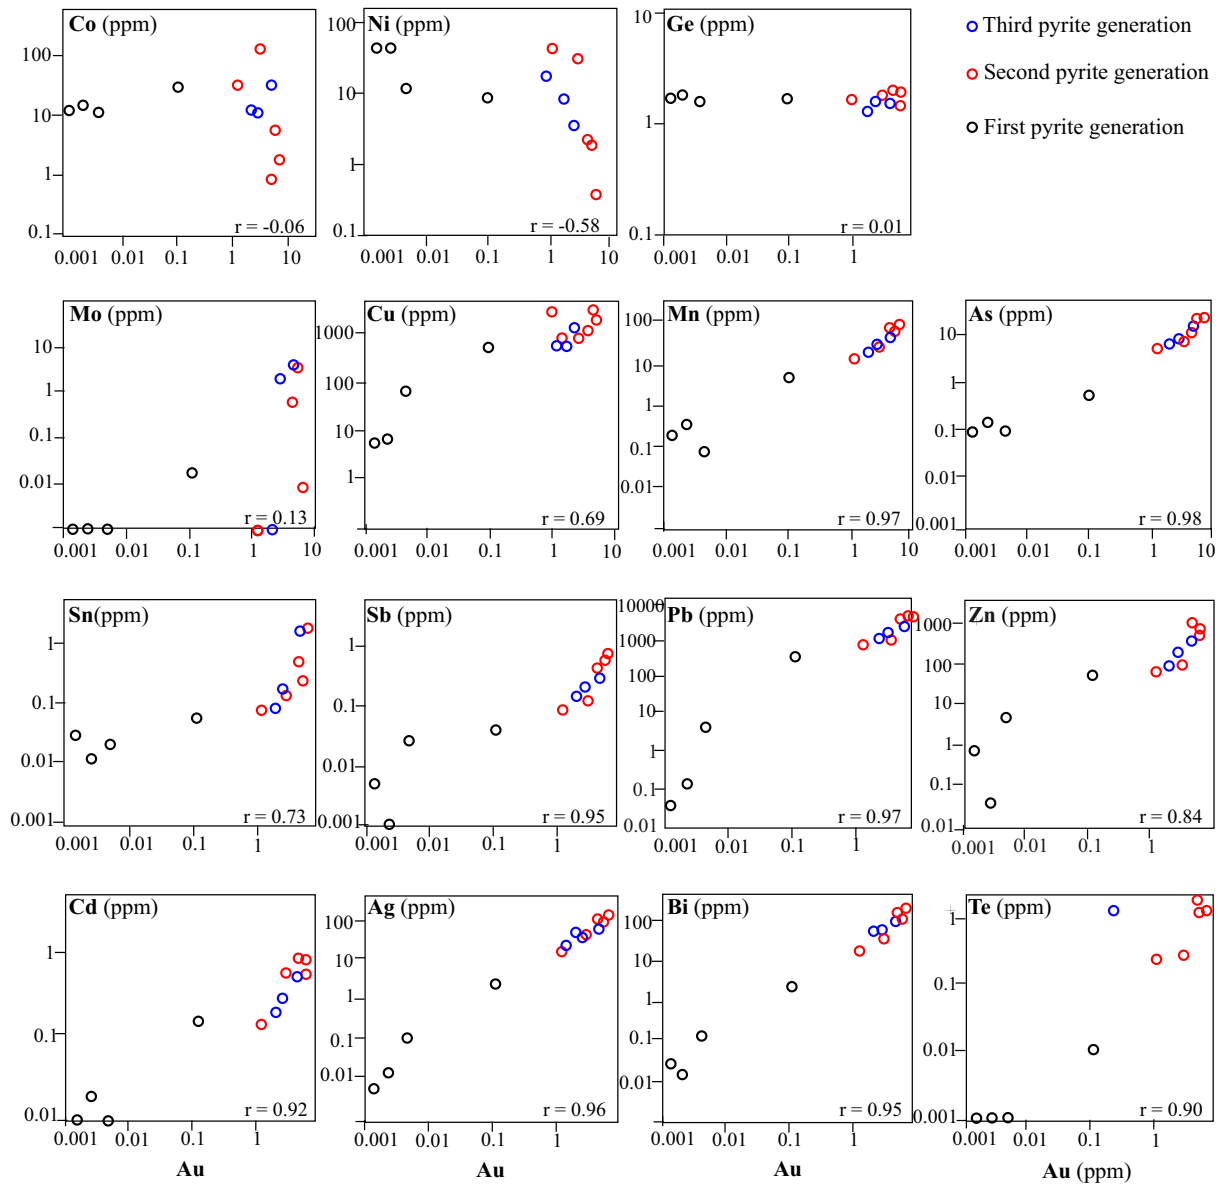 Co (ppm)
100
10
1
0.1
r = -0.06
0.001 0.01 0.1 1 10
Ni (ppm)
100
10
1
0.1
r = -0.58
0.001 0.01 0.1 1 10
Ge (ppm)
10
1
0.1
r = 0.01
0.001 0.01 0.1 1
Third pyrite generation
Second pyrite generation
First pyrite generation
Mo (ppm)
10
1
0.1
0.01
r = 0.13
0.001 0.01 0.1 1 10
Cu (ppm)
1000
100
10
1
r = 0.69
0.001 0.01 0.1 1 10
Mn (ppm)
100
10
1
0.1
0.01
r = 0.97
0.001 0.01 0.1 1 10
As (ppm)
10
1
0.1
0.01
0.001
r = 0.98
0.001 0.01 0.1 1 10
Sn(ppm)
1
0.1
0.01
0.001
r = 0.73
0.001 0.01 0.1 1
Sb (ppm)
1
0.1
0.01
0.001
r = 0.95
0.001 0.01 0.1 1
Pb (ppm)
10000
1000
100
10
1
0.1
0.01
r = 0.97
0.001 0.01 0.1 1
Zn (ppm)
1000
100
10
1
0.1
0.01
r = 0.84
0.001 0.01 0.1 1
Cd (ppm)
1
0.1
0.01
r = 0.92
0.001 0.01 0.1 1
Au
Ag (ppm)
100
10
1
0.1
0.01
r = 0.96
0.001 0.01 0.1 1
Au
Bi (ppm)
100
10
1
0.1
0.01
r = 0.95
0.001 0.01 0.1 1
Au
Te (ppm)
1
0.1
0.01
0.001
r = 0.90
0.001 0.01 0.1 1
Au (ppm)